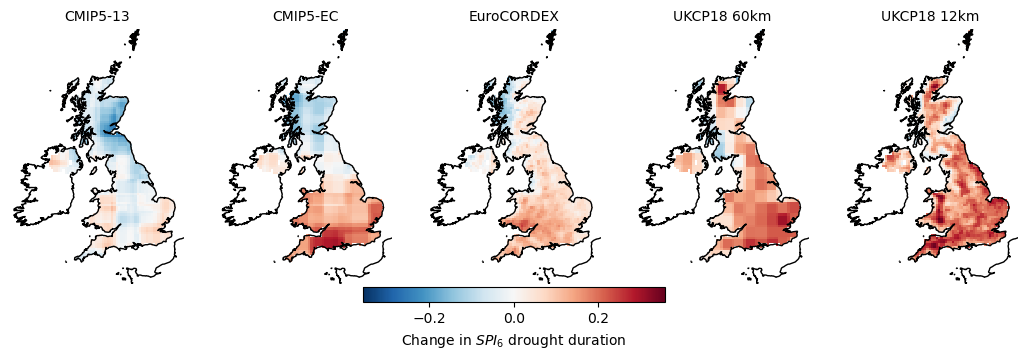 CMIP5-13 CMIP5-EC EuroCORDEX UKCP18 60km UKCP18 12km
−0.2 0.0 0.2
Change in SPI₆ drought duration